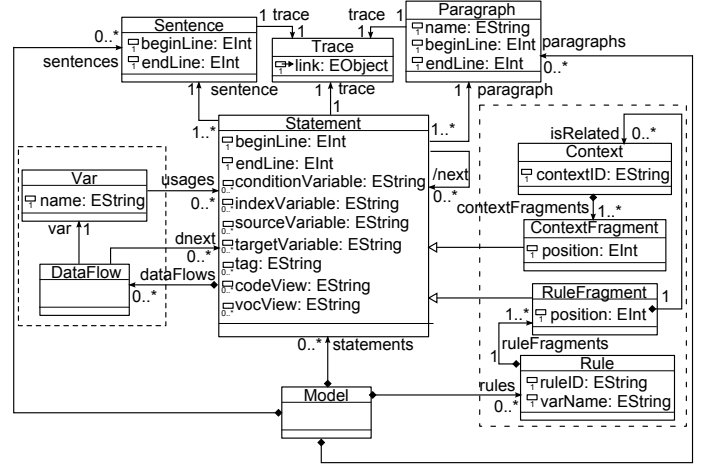 Sentence
beginLine: EInt
endLine: EInt
0..*
sentences
1 trace
1
Trace
link: EObject
trace 1
1
Paragraph
name: EString
beginLine: EInt
endLine: EInt
paragraphs
0..*
1 sentence
1..*
1 trace
1
1 paragraph
1..*
Statement
beginLine: EInt
endLine: EInt
conditionVariable: EString
indexVariable: EString
sourceVariable: EString
targetVariable: EString
tag: EString
codeView: EString
vocView: EString
/next
0..*
isRelated 0..*
Context
contextID: EString
contextFragments 1..*
ContextFragment
position: EInt
Var
name: EString
usages
0..*
var 1
dnext
0..*
DataFlow
dataFlows
0..*
RuleFragment
position: EInt
1
1..*
ruleFragments
1
Rule
ruleID: EString
varName: EString
0..* statements
Model
rules
0..*